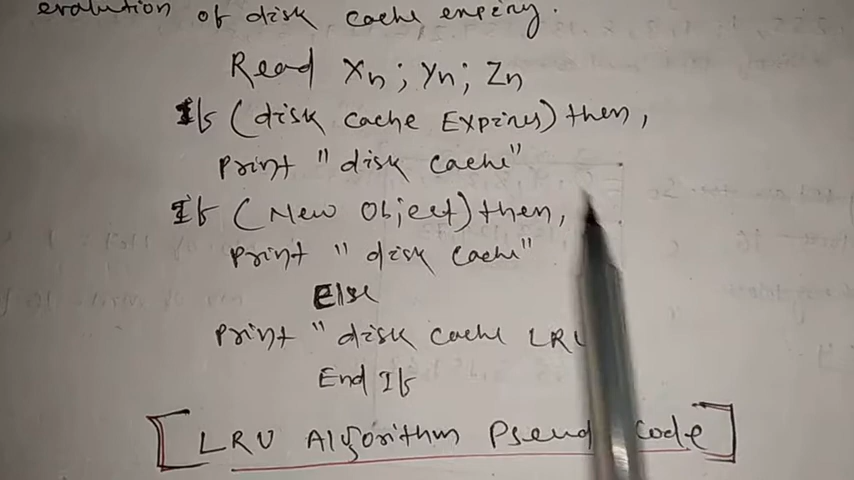 evalution of disk cache expiry.
Read Xn; Yn; Zn
If (disk cache Expires) then,
Print "disk cache"
If (New Object) then,
Print "disk cache"
Else
Print "disk cache LRU
End If
[LRU Algorithm Pseudo code]